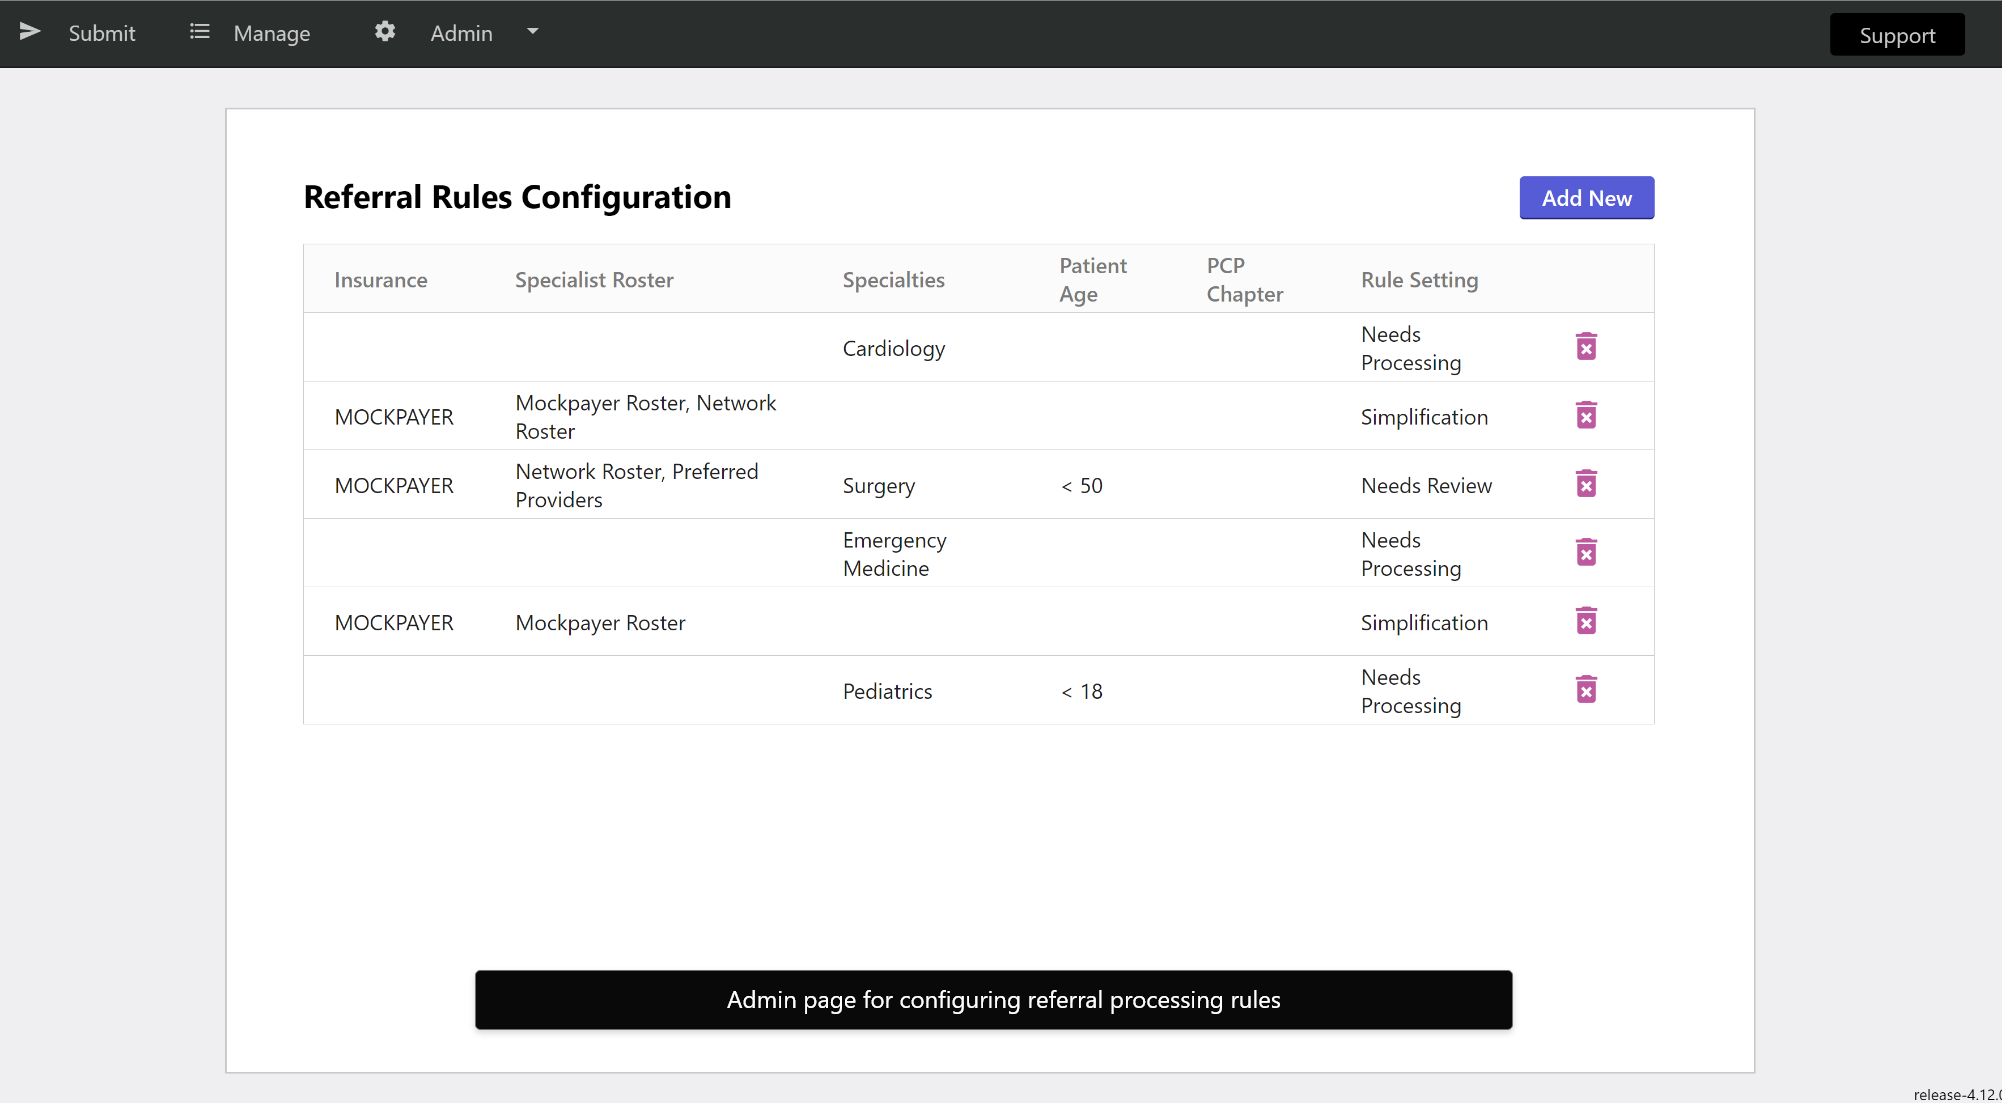 Submit Manage Admin Support
Referral Rules Configuration Add New
Insurance Specialist Roster Specialties Patient Age PCP Chapter Rule Setting
Cardiology Needs Processing
MOCKPAYER Mockpayer Roster, Network Roster Simplification
MOCKPAYER Network Roster, Preferred Providers Surgery < 50 Needs Review
Emergency Medicine Needs Processing
MOCKPAYER Mockpayer Roster Simplification
Pediatrics < 18 Needs Processing
Admin page for configuring referral processing rules
release-4.12.0